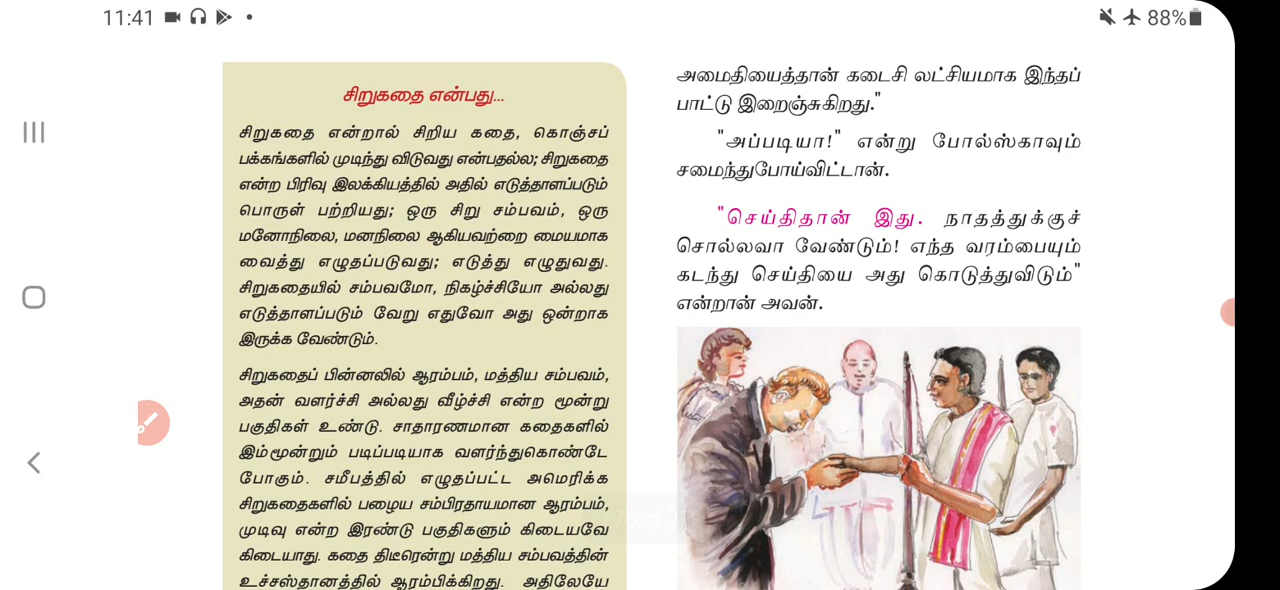 11:41
88%
சிறுகதை என்பது...
சிறுகதை என்றால் சிறிய கதை, கொஞ்சப்
பக்கங்களில் முடிந்து விடுவது என்பதல்ல; சிறுகதை
என்ற பிரிவு இலக்கியத்தில் அதில் எடுத்தாளப்படும்
பொருள் பற்றியது; ஒரு சிறு சம்பவம், ஒரு
மனோநிலை, மனநிலை ஆகியவற்றை மையமாக
வைத்து எழுதப்படுவது; எடுத்து எழுதுவது.
சிறுகதையில் சம்பவமோ, நிகழ்ச்சியோ அல்லது
எடுத்தாளப்படும் வேறு எதுவோ அது ஒன்றாக
இருக்க வேண்டும்.
சிறுகதைப் பின்னலில் ஆரம்பம், மத்திய சம்பவம்,
அதன் வளர்ச்சி அல்லது வீழ்ச்சி என்ற மூன்று
பகுதிகள் உண்டு. சாதாரணமான கதைகளில்
இம்மூன்றும் படிப்படியாக வளர்ந்துகொண்டே
போகும். சமீபத்தில் எழுதப்பட்ட அமெரிக்க
சிறுகதைகளில் பழைய சம்பிரதாயமான ஆரம்பம்,
முடிவு என்ற இரண்டு பகுதிகளும் கிடையவே
கிடையாது. கதை திடீரென்று மத்திய சம்பவத்தின்
உச்சஸ்தானத்தில் ஆரம்பிக்கிறது. அதிலேயே
அமைதியைத்தான் கடைசி லட்சியமாக இந்தப்
பாட்டு இறைஞ்சுகிறது."
"அப்படியா!" என்று போல்ஸ்காவும்
சமைந்துபோய்விட்டான்.
"செய்திதான் இது. நாதத்துக்குச்
சொல்லவா வேண்டும்! எந்த வரம்பையும்
கடந்து செய்தியை அது கொடுத்துவிடும்"
என்றான் அவன்.